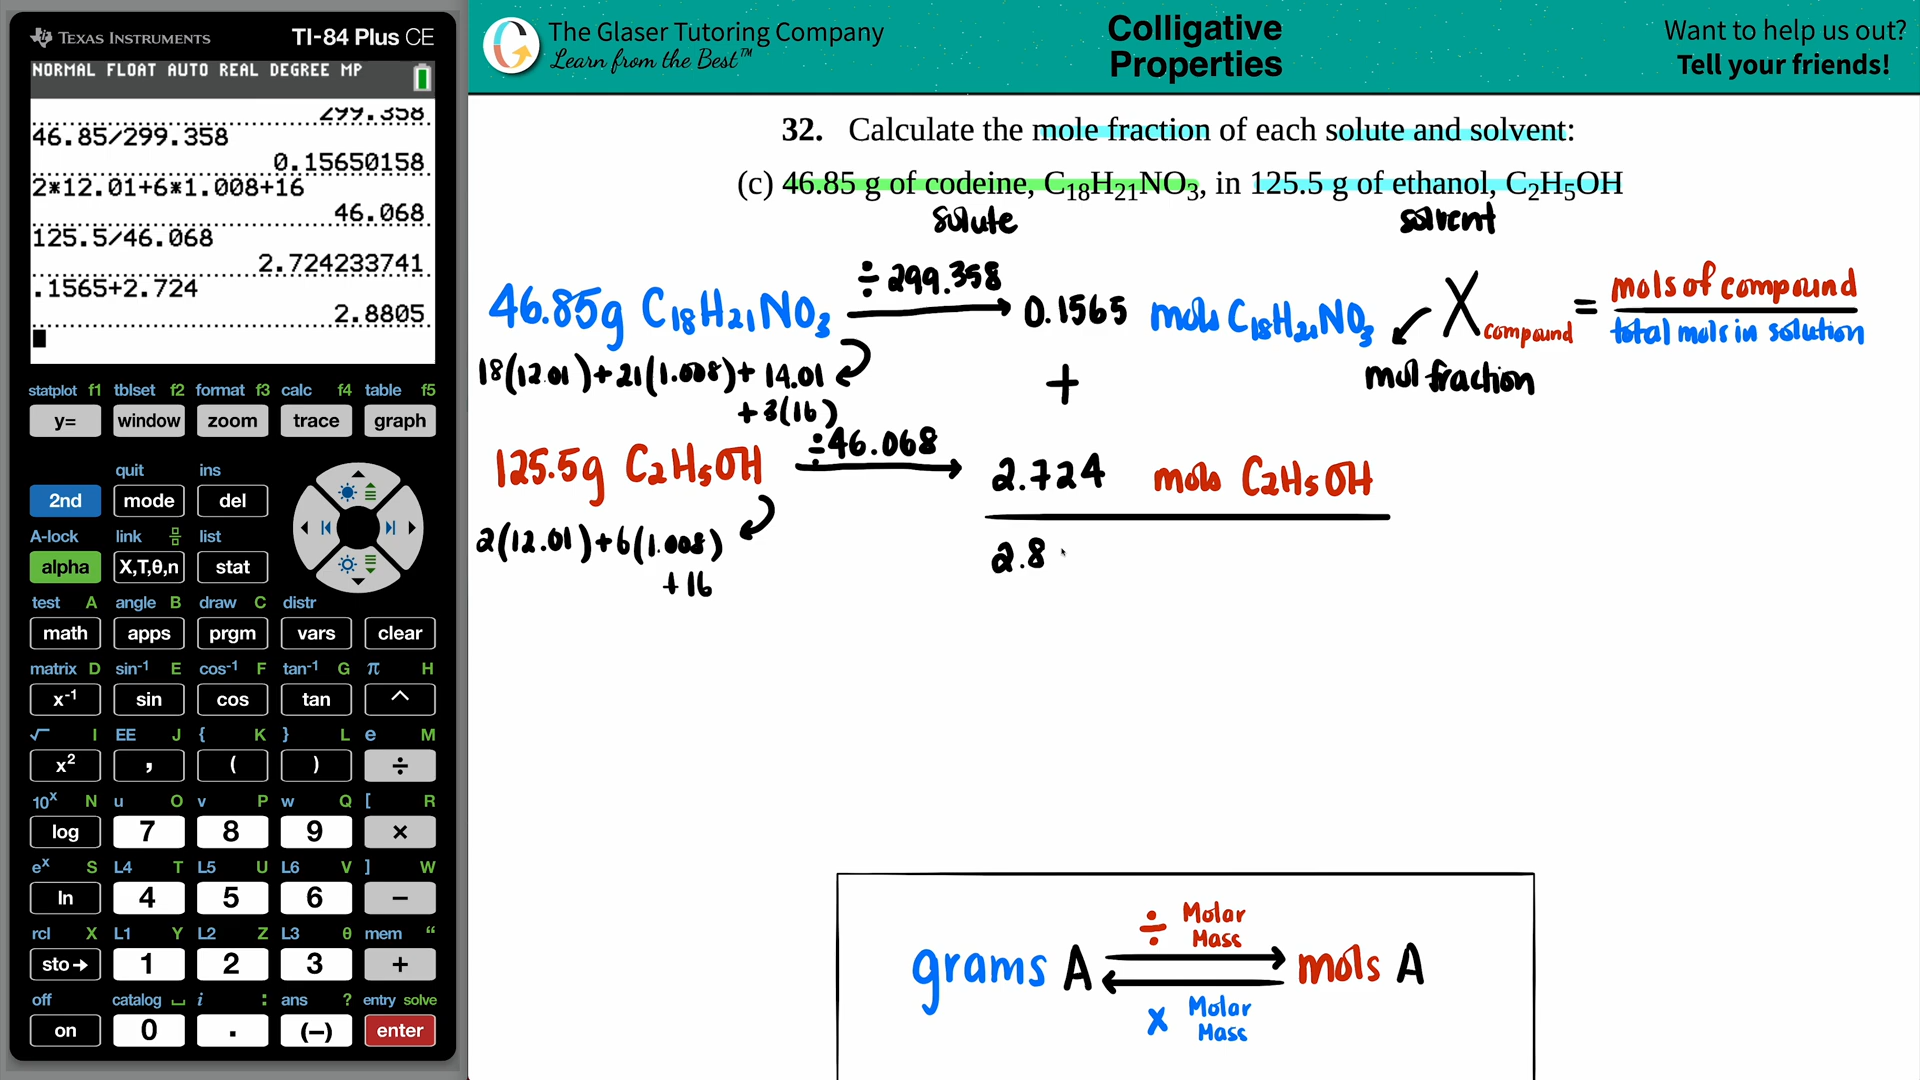 TEXAS INSTRUMENTS TI-84 Plus CE
NORMAL FLOAT AUTO REAL DEGREE MP
299.358
46.85/299.358
0.15650158
2*12.01+6*1.008+16
46.068
125.5/46.068
2.724233741
.1565+2.724
2.8805
statplot f1 tblset f2 format f3 calc f4 table f5
y= window zoom trace graph
quit ins
2nd mode del
A-lock link list
alpha X,T,θ,n stat
test A angle B draw C distr
math apps prgm vars clear
matrix D sin⁻¹ E cos⁻¹ F tan⁻¹ G π H
x⁻¹ sin cos tan ^
√ I EE J { K } L e M
x² , ( ) ÷
10ˣ N u O v P w Q [ R
log 7 8 9 ×
eˣ S L4 T L5 U L6 V ] W
ln 4 5 6 −
rcl X L1 Y L2 Z L3 θ mem “
sto→ 1 2 3 +
off catalog ⎵ i : ans ? entry solve
on 0 . (−) enter
The Glaser Tutoring Company
Learn from the Best™
Colligative
Properties
Want to help us out?
Tell your friends!
32. Calculate the mole fraction of each solute and solvent:
(c) 46.85 g of codeine, C₁₈H₂₁NO₃, in 125.5 g of ethanol, C₂H₅OH
solute solvent
46.85g C₁₈H₂₁NO₃ ÷ 299.358 → 0.1565 mols C₁₈H₂₁NO₃
18(12.01)+21(1.008)+14.01
+3(16)
+
X compound = mols of compound
total mols in solution
mol fraction
125.5g C₂H₅OH ÷46.068 → 2.724 mols C₂H₅OH
2(12.01)+6(1.008)
+16
2.8
÷ Molar
Mass
grams A mols A
x Molar
Mass